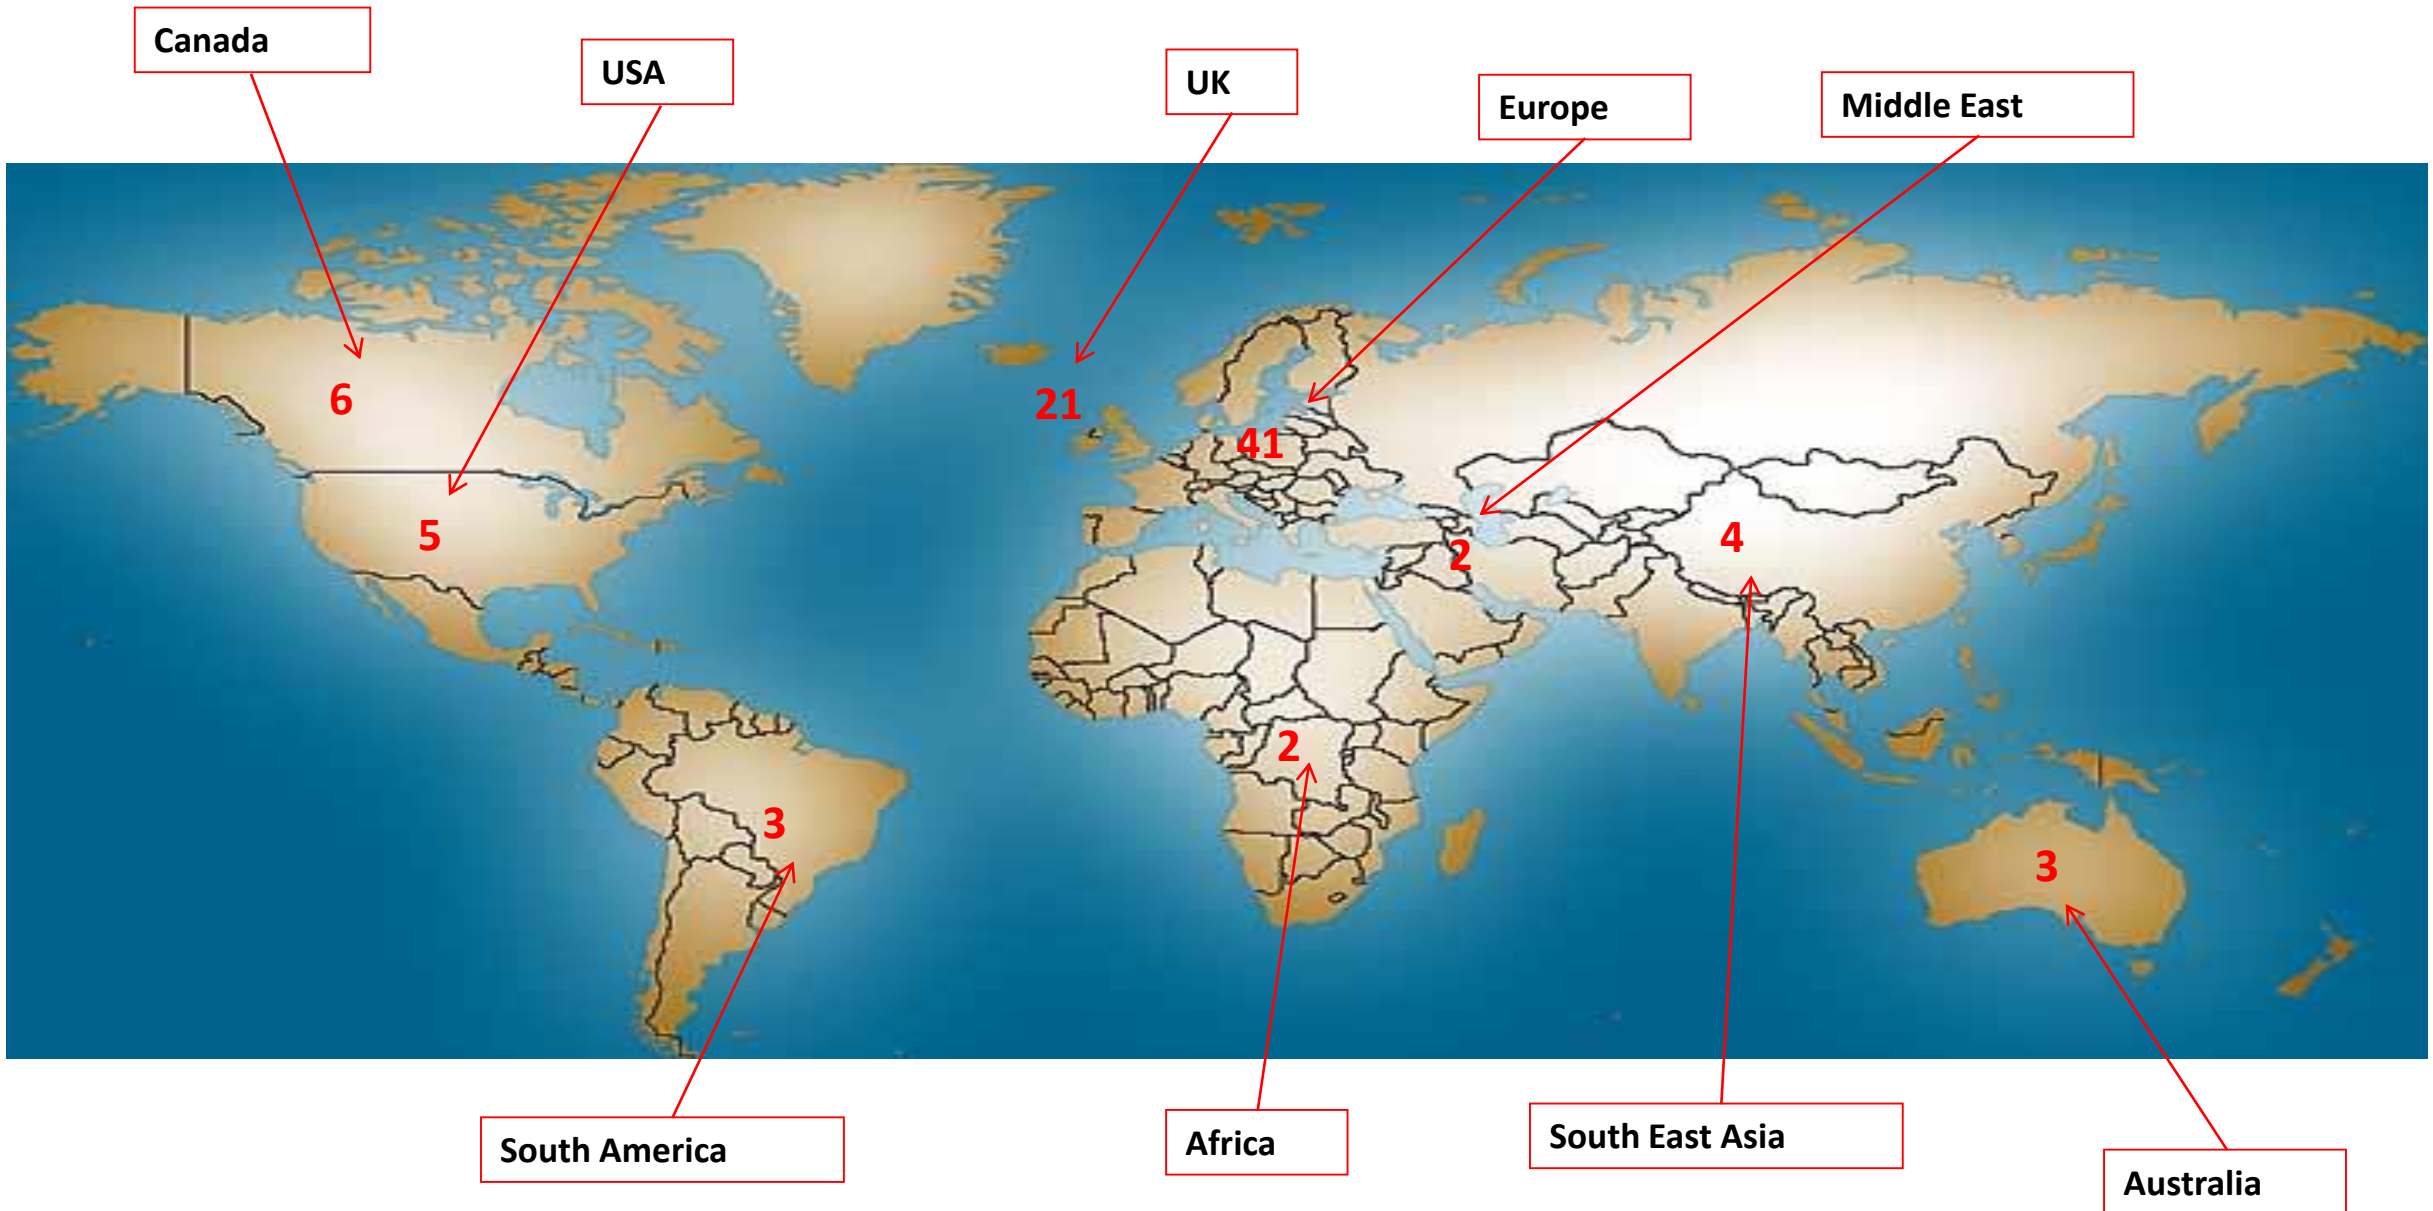 Canada
USA
UK
Europe
Middle East
6
21
41
5
2
4
2
3
3
South America
Africa
South East Asia
Australia